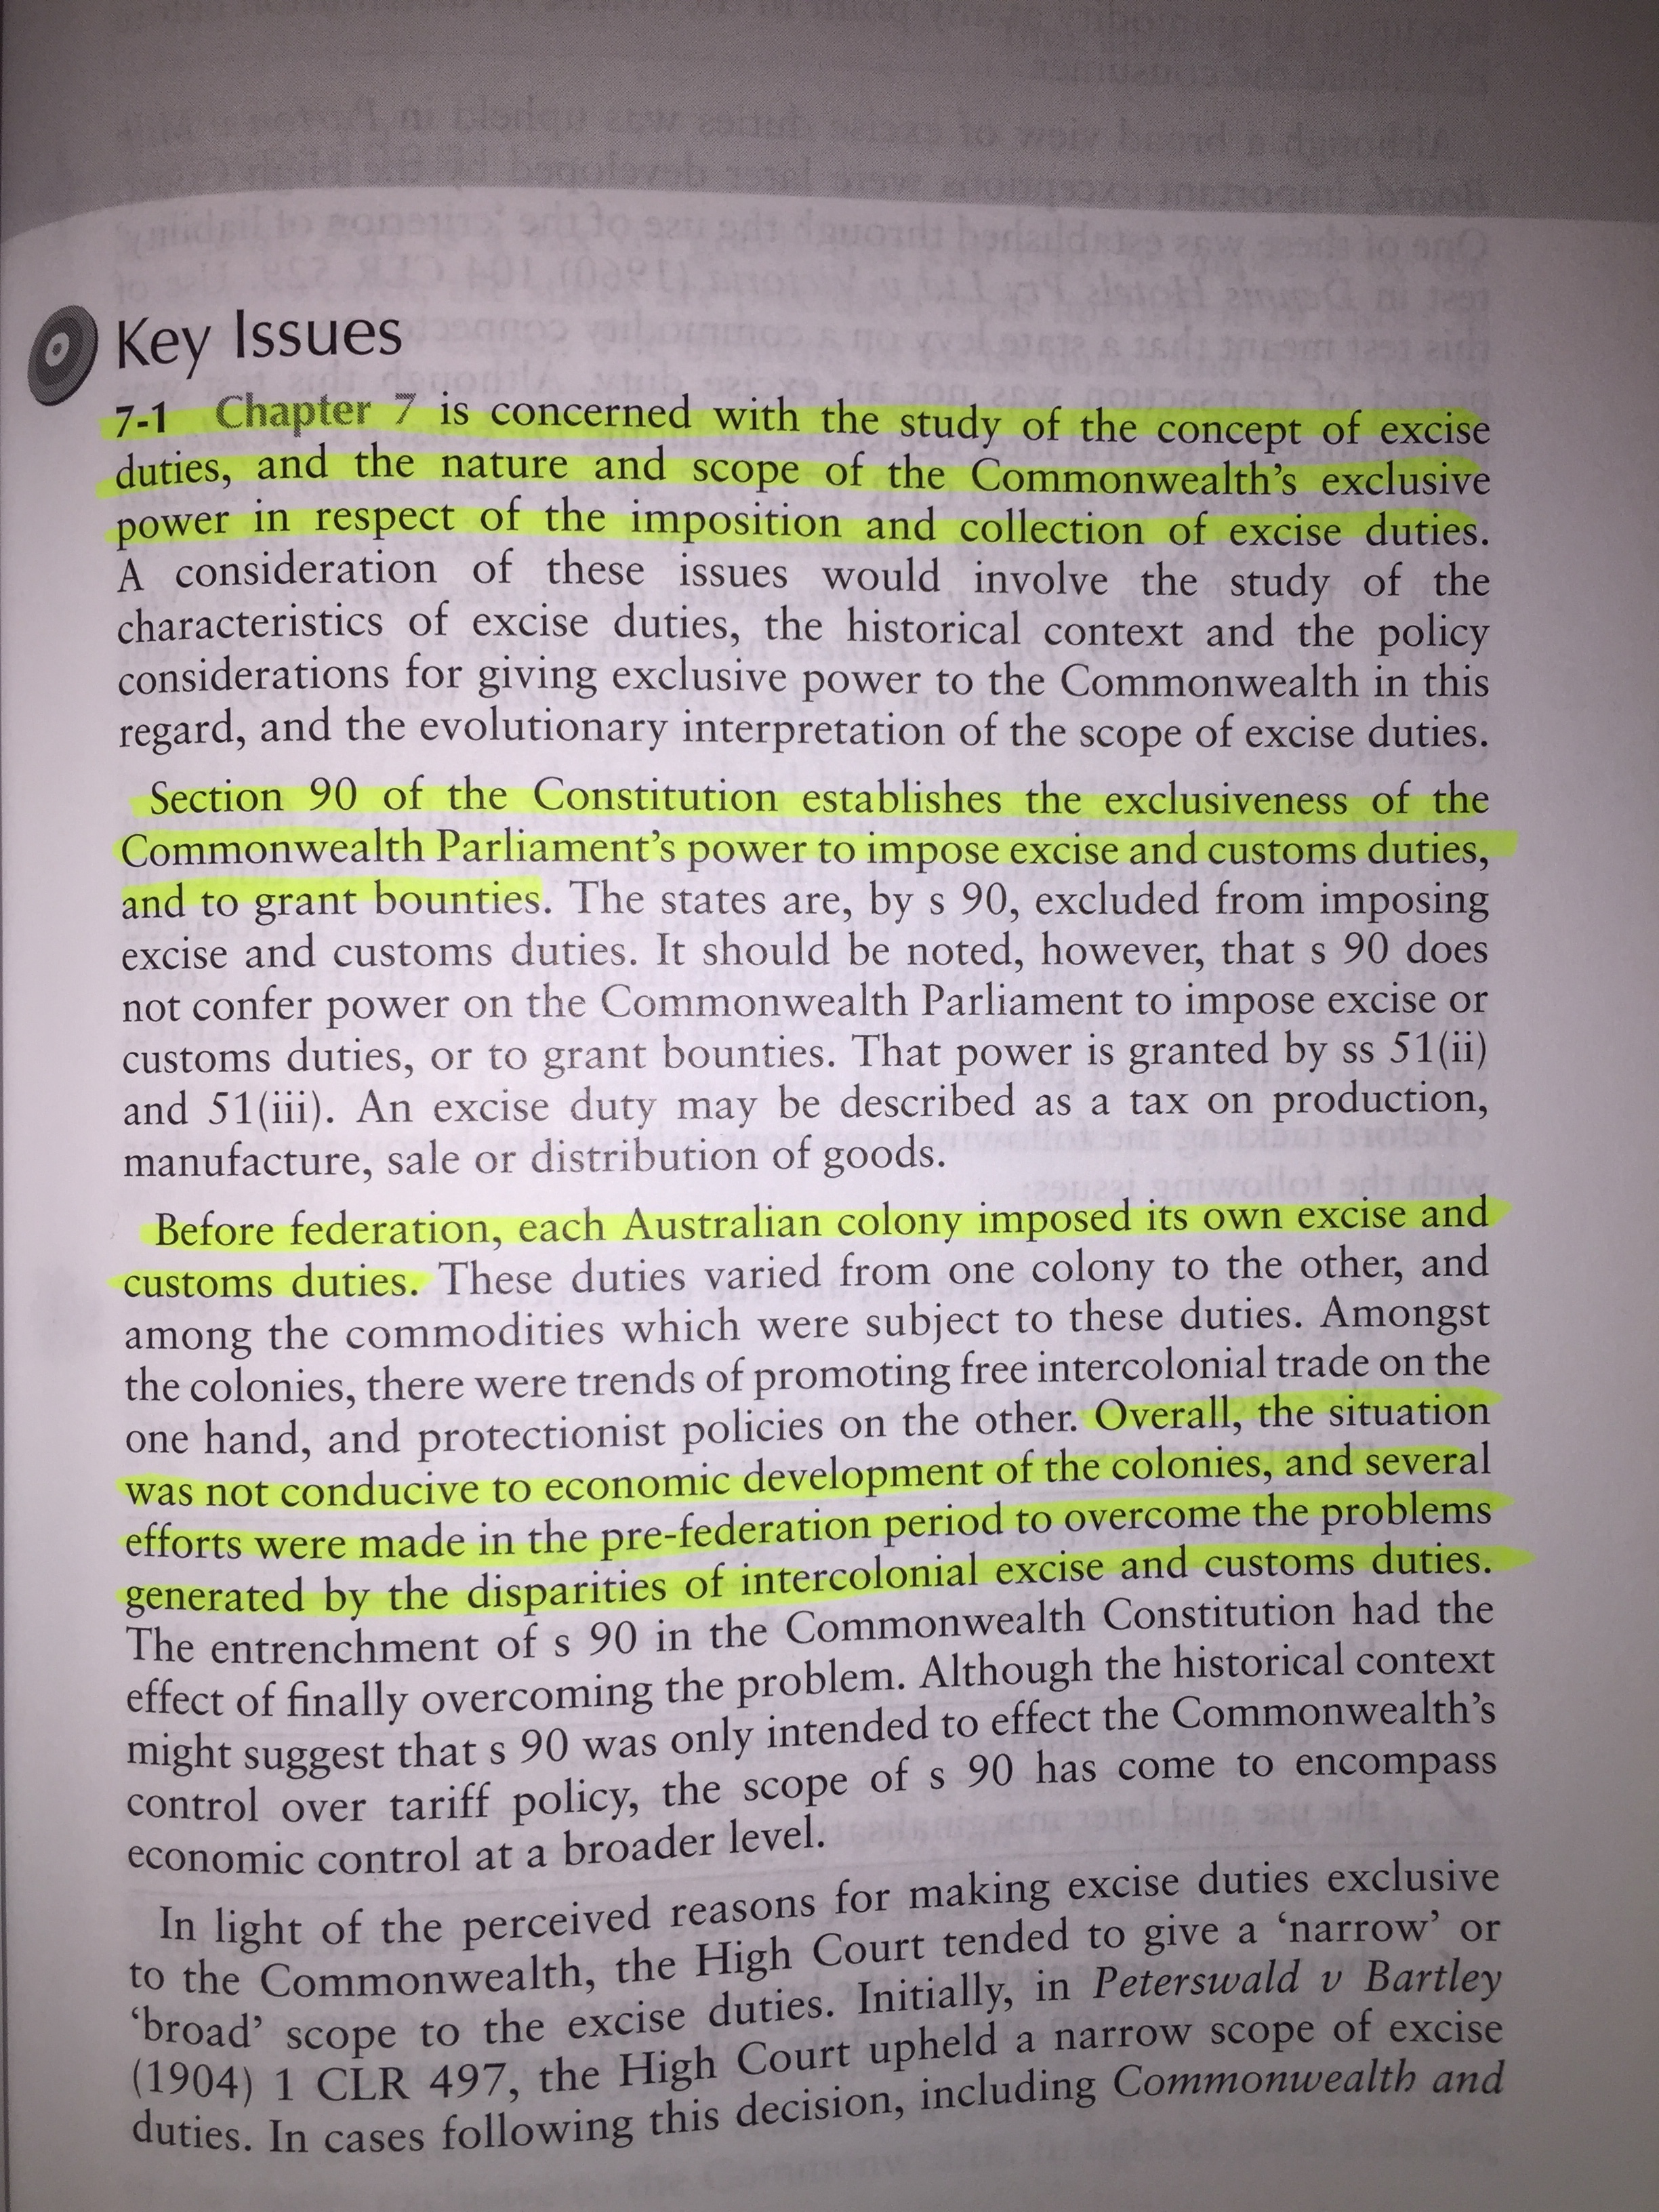 Key Issues
7-1 Chapter 7 is concerned with the study of the concept of excise
duties, and the nature and scope of the Commonwealth’s exclusive
power in respect of the imposition and collection of excise duties.
A consideration of these issues would involve the study of the
characteristics of excise duties, the historical context and the policy
considerations for giving exclusive power to the Commonwealth in this
regard, and the evolutionary interpretation of the scope of excise duties.
Section 90 of the Constitution establishes the exclusiveness of the
Commonwealth Parliament’s power to impose excise and customs duties,
and to grant bounties. The states are, by s 90, excluded from imposing
excise and customs duties. It should be noted, however, that s 90 does
not confer power on the Commonwealth Parliament to impose excise or
customs duties, or to grant bounties. That power is granted by ss 51(ii)
and 51(iii). An excise duty may be described as a tax on production,
manufacture, sale or distribution of goods.
Before federation, each Australian colony imposed its own excise and
customs duties. These duties varied from one colony to the other, and
among the commodities which were subject to these duties. Amongst
the colonies, there were trends of promoting free intercolonial trade on the
one hand, and protectionist policies on the other. Overall, the situation
was not conducive to economic development of the colonies, and several
efforts were made in the pre-federation period to overcome the problems
generated by the disparities of intercolonial excise and customs duties.
The entrenchment of s 90 in the Commonwealth Constitution had the
effect of finally overcoming the problem. Although the historical context
might suggest that s 90 was only intended to effect the Commonwealth’s
control over tariff policy, the scope of s 90 has come to encompass
economic control at a broader level.
In light of the perceived reasons for making excise duties exclusive
to the Commonwealth, the High Court tended to give a ‘narrow’ or
‘broad’ scope to the excise duties. Initially, in Peterswald v Bartley
(1904) 1 CLR 497, the High Court upheld a narrow scope of excise
duties. In cases following this decision, including Commonwealth and